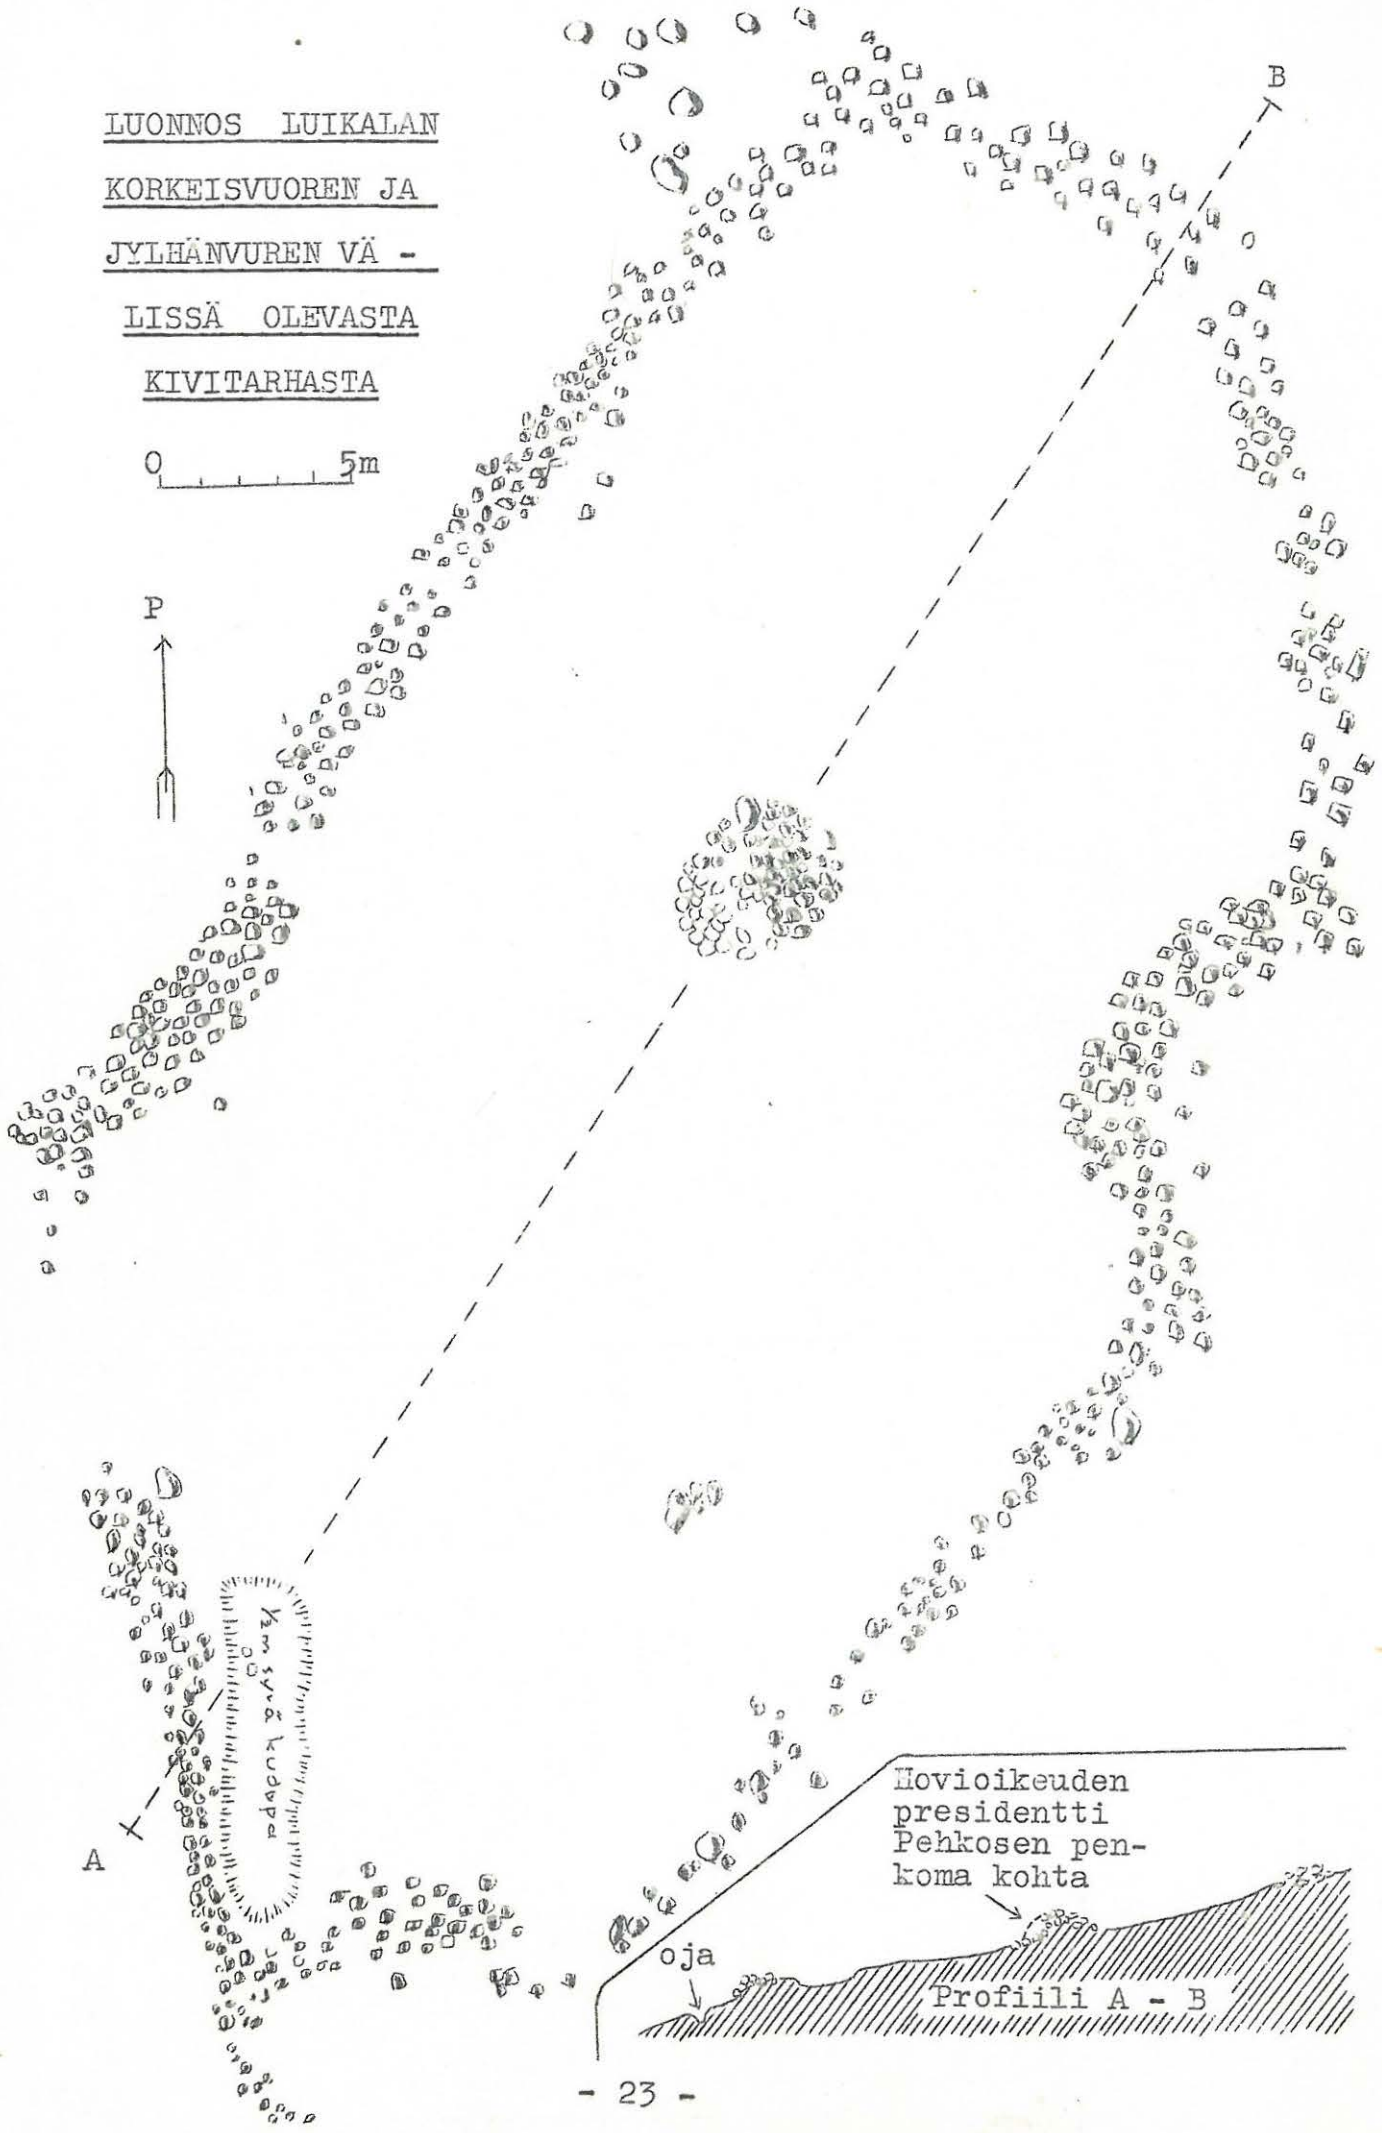 LUONNOS LUIKALAN
KORKEISVUOREN JA
JYLHÄNVUREN VÄ -
LISSÄ OLEVASTA
KIVITARHASTA
0 5m
P
B
½ m syvä kuoppa
A
Hovioikeuden
presidentti
Pehkosen pen-
koma kohta
oja
Profiili A - B
- 23 -